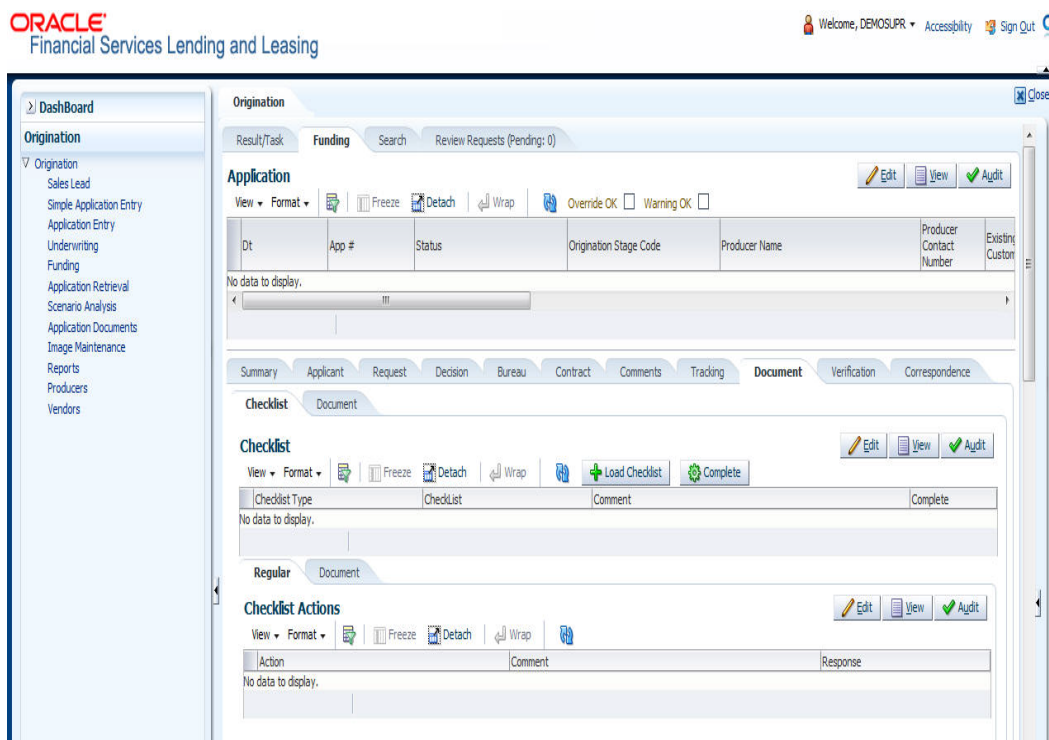 ORACLE'
Financial Services Lending and Leasing
Welcome, DEMOSUPR
Accessibility
Sign Out
Close
DashBoard
Origination
Origination
Sales Lead
Simple Application Entry
Application Entry
Underwriting
Funding
Application Retrieval
Scenario Analysis
Application Documents
Image Maintenance
Reports
Producers
Vendors
Origination
Result/Task Funding Search Review Requests (Pending: 0)
Application
Edit View Audit
View Format Freeze Detach Wrap Override OK Warning OK
Dt App # Status Origination Stage Code Producer Name Producer Contact Number Existing Custom
No data to display.
Summary Applicant Request Decision Bureau Contract Comments Tracking Document Verification Correspondence
Checklist Document
Checklist
Edit View Audit
View Format Freeze Detach Wrap Load Checklist Complete
Checklist Type CheckList Comment Complete
No data to display.
Regular Document
Checklist Actions
Edit View Audit
View Format Freeze Detach Wrap
Action Comment Response
No data to display.